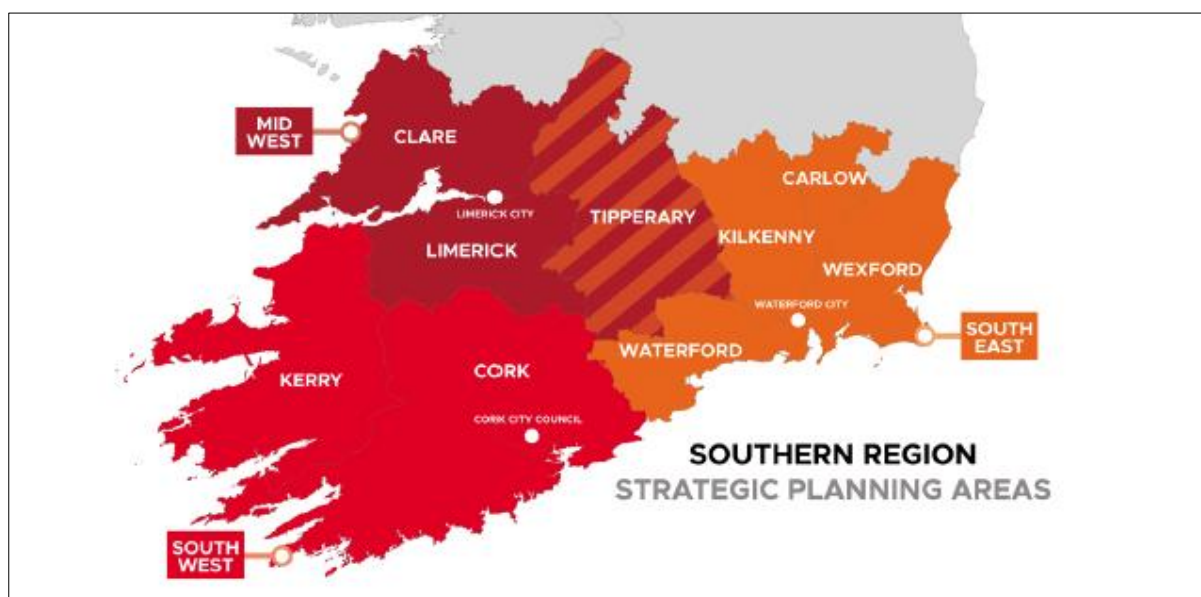 MID
WEST
CLARE
CARLOW
LIMERICK CITY
TIPPERARY
KILKENNY
LIMERICK
WEXFORD
WATERFORD CITY
SOUTH
EAST
WATERFORD
CORK
KERRY
CORK CITY COUNCIL
SOUTHERN REGION
STRATEGIC PLANNING AREAS
SOUTH
WEST